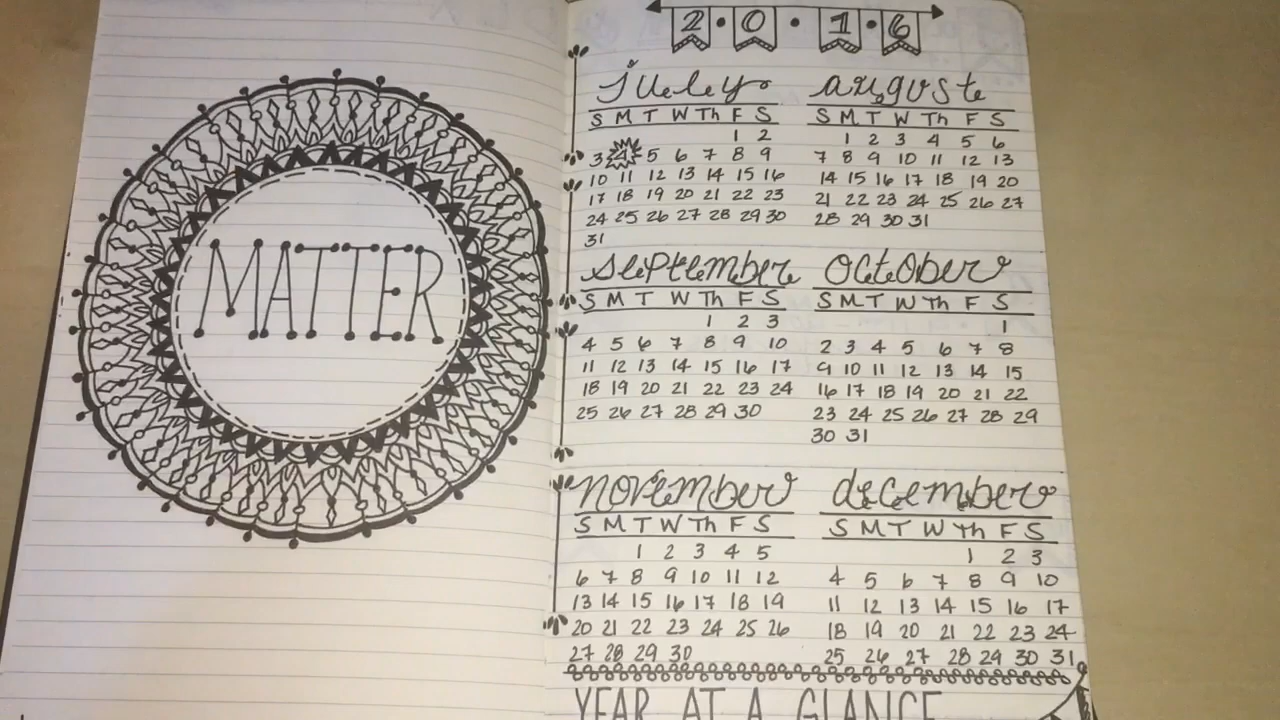 MATTER
2·0·1·6
july august
S M T W Th F S S M T W Th F S
1 2 1 2 3 4 5 6
3 4 5 6 7 8 9 7 8 9 10 11 12 13
10 11 12 13 14 15 16 14 15 16 17 18 19 20
17 18 19 20 21 22 23 21 22 23 24 25 26 27
24 25 26 27 28 29 30 28 29 30 31
31
september october
S M T W Th F S S M T W Th F S
1 2 3 1
4 5 6 7 8 9 10 2 3 4 5 6 7 8
11 12 13 14 15 16 17 9 10 11 12 13 14 15
18 19 20 21 22 23 24 16 17 18 19 20 21 22
25 26 27 28 29 30 23 24 25 26 27 28 29
30 31
november december
S M T W Th F S S M T W Th F S
1 2 3 4 5 1 2 3
6 7 8 9 10 11 12 4 5 6 7 8 9 10
13 14 15 16 17 18 19 11 12 13 14 15 16 17
20 21 22 23 24 25 26 18 19 20 21 22 23 24
27 28 29 30 25 26 27 28 29 30 31
YEAR AT A GLANCE